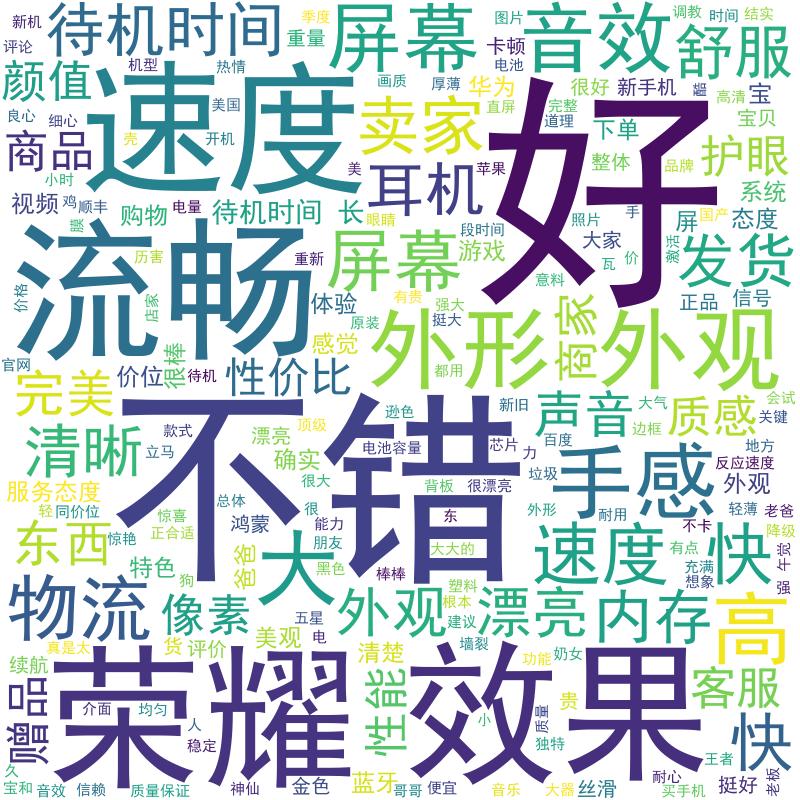 新机
待机时间
季度
重量
屏幕
卡顿
电池
图片
音效
调教
时间
结实
舒服
评论
颜值
机型
热情
画质
厚薄
华为
直屏
很好
完整
道理
新手机
酷
高清
宝
宝贝
良心
细心
美国
开机
速度
卖家
好
下单
品牌
商品
壳
整体
护眼
小时
美
苹果
耳机
系统
视频
鸡
顺丰
购物
电量
待机时间
长
眼睛
段时间
照片
手
屏
国产
态度
膜
历害
重新
屏幕
游戏
大家
瓦
价
激活
发货
流畅
意料
价格
店家
体验
有贵
强大
挺大
原装
正品
信号
外形
商家
外观
感觉
都用
官网
很棒
待机
完美
价位
性价比
款式
顶级
逊色
新旧
声音
大气
质感
会试
关键
不错
漂亮
电池容量
芯片
力
百度
边框
地方
清晰
立马
确实
垃圾
手感
反应速度
服务态度
总体
很大
背板
很漂亮
外观
轻
同价位
惊喜
鸿蒙
很
能力
东
外形
耐用
轻薄
老爸
不卡
降级
东西
惊艳
正合适
朋友
大
大大的
速度
快
有点
充满
想象
强
特色
爸爸
黑色
棒棒
狗
塑料
根本
物流
像素
五星
外观
漂亮
建议
内存
高
真是太
货
评价
美观
电
清楚
墙裂
奶女
功能
续航
荣耀
效果
客服
赠品
介面
均匀
性能
小
质量
贵
独特
快
人
稳定
王者
久
宝和
音效
信赖
质量保证
神仙
金色
蓝牙
哥哥
便宜
音乐
大器
丝滑
耐心
买手机
挺好
老板